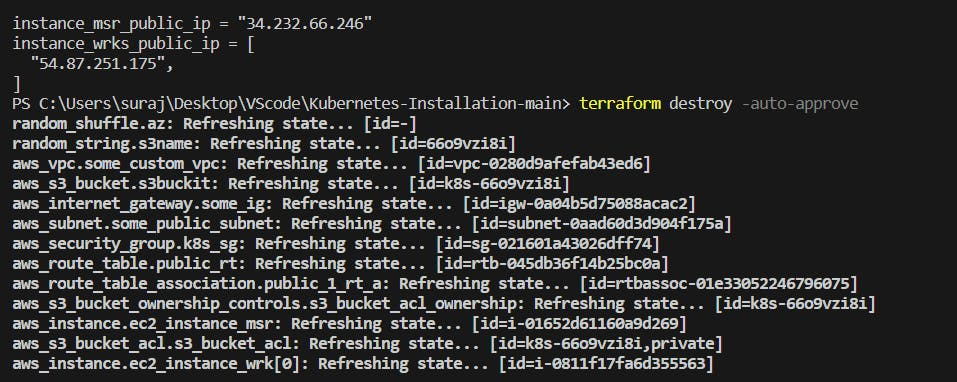 instance_msr_public_ip = "34.232.66.246"
instance_wrks_public_ip = [
  "54.87.251.175",
]
PS C:\Users\suraj\Desktop\VScode\Kubernetes-Installation-main> terraform destroy -auto-approve
random_shuffle.az: Refreshing state... [id=-]
random_string.s3name: Refreshing state... [id=66o9vzi8i]
aws_vpc.some_custom_vpc: Refreshing state... [id=vpc-0280d9afefab43ed6]
aws_s3_bucket.s3buckit: Refreshing state... [id=k8s-66o9vzi8i]
aws_internet_gateway.some_ig: Refreshing state... [id=igw-0a04b5d75088acac2]
aws_subnet.some_public_subnet: Refreshing state... [id=subnet-0aad60d3d904f175a]
aws_security_group.k8s_sg: Refreshing state... [id=sg-021601a43026dff74]
aws_route_table.public_rt: Refreshing state... [id=rtb-045db36f14b25bc0a]
aws_route_table_association.public_1_rt_a: Refreshing state... [id=rtbassoc-01e33052246796075]
aws_s3_bucket_ownership_controls.s3_bucket_acl_ownership: Refreshing state... [id=k8s-66o9vzi8i]
aws_instance.ec2_instance_msr: Refreshing state... [id=i-01652d61160a9d269]
aws_s3_bucket_acl.s3_bucket_acl: Refreshing state... [id=k8s-66o9vzi8i,private]
aws_instance.ec2_instance_wrk[0]: Refreshing state... [id=i-0811f17fa6d355563]